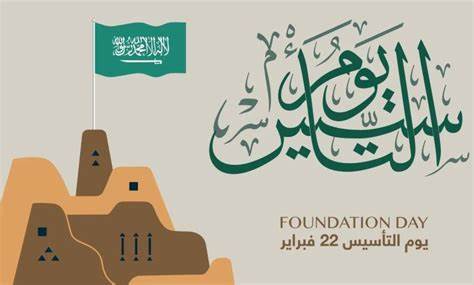 لا إله إلا الله محمد رسول الله
يوم
التأسيس
FOUNDATION DAY
يوم التأسيس 22 فبراير